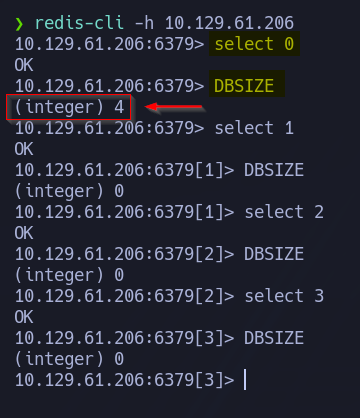 ❯ redis-cli -h 10.129.61.206
10.129.61.206:6379> select 0
OK
10.129.61.206:6379> DBSIZE
(integer) 4
10.129.61.206:6379> select 1
OK
10.129.61.206:6379[1]> DBSIZE
(integer) 0
10.129.61.206:6379[1]> select 2
OK
10.129.61.206:6379[2]> DBSIZE
(integer) 0
10.129.61.206:6379[2]> select 3
OK
10.129.61.206:6379[3]> DBSIZE
(integer) 0
10.129.61.206:6379[3]>